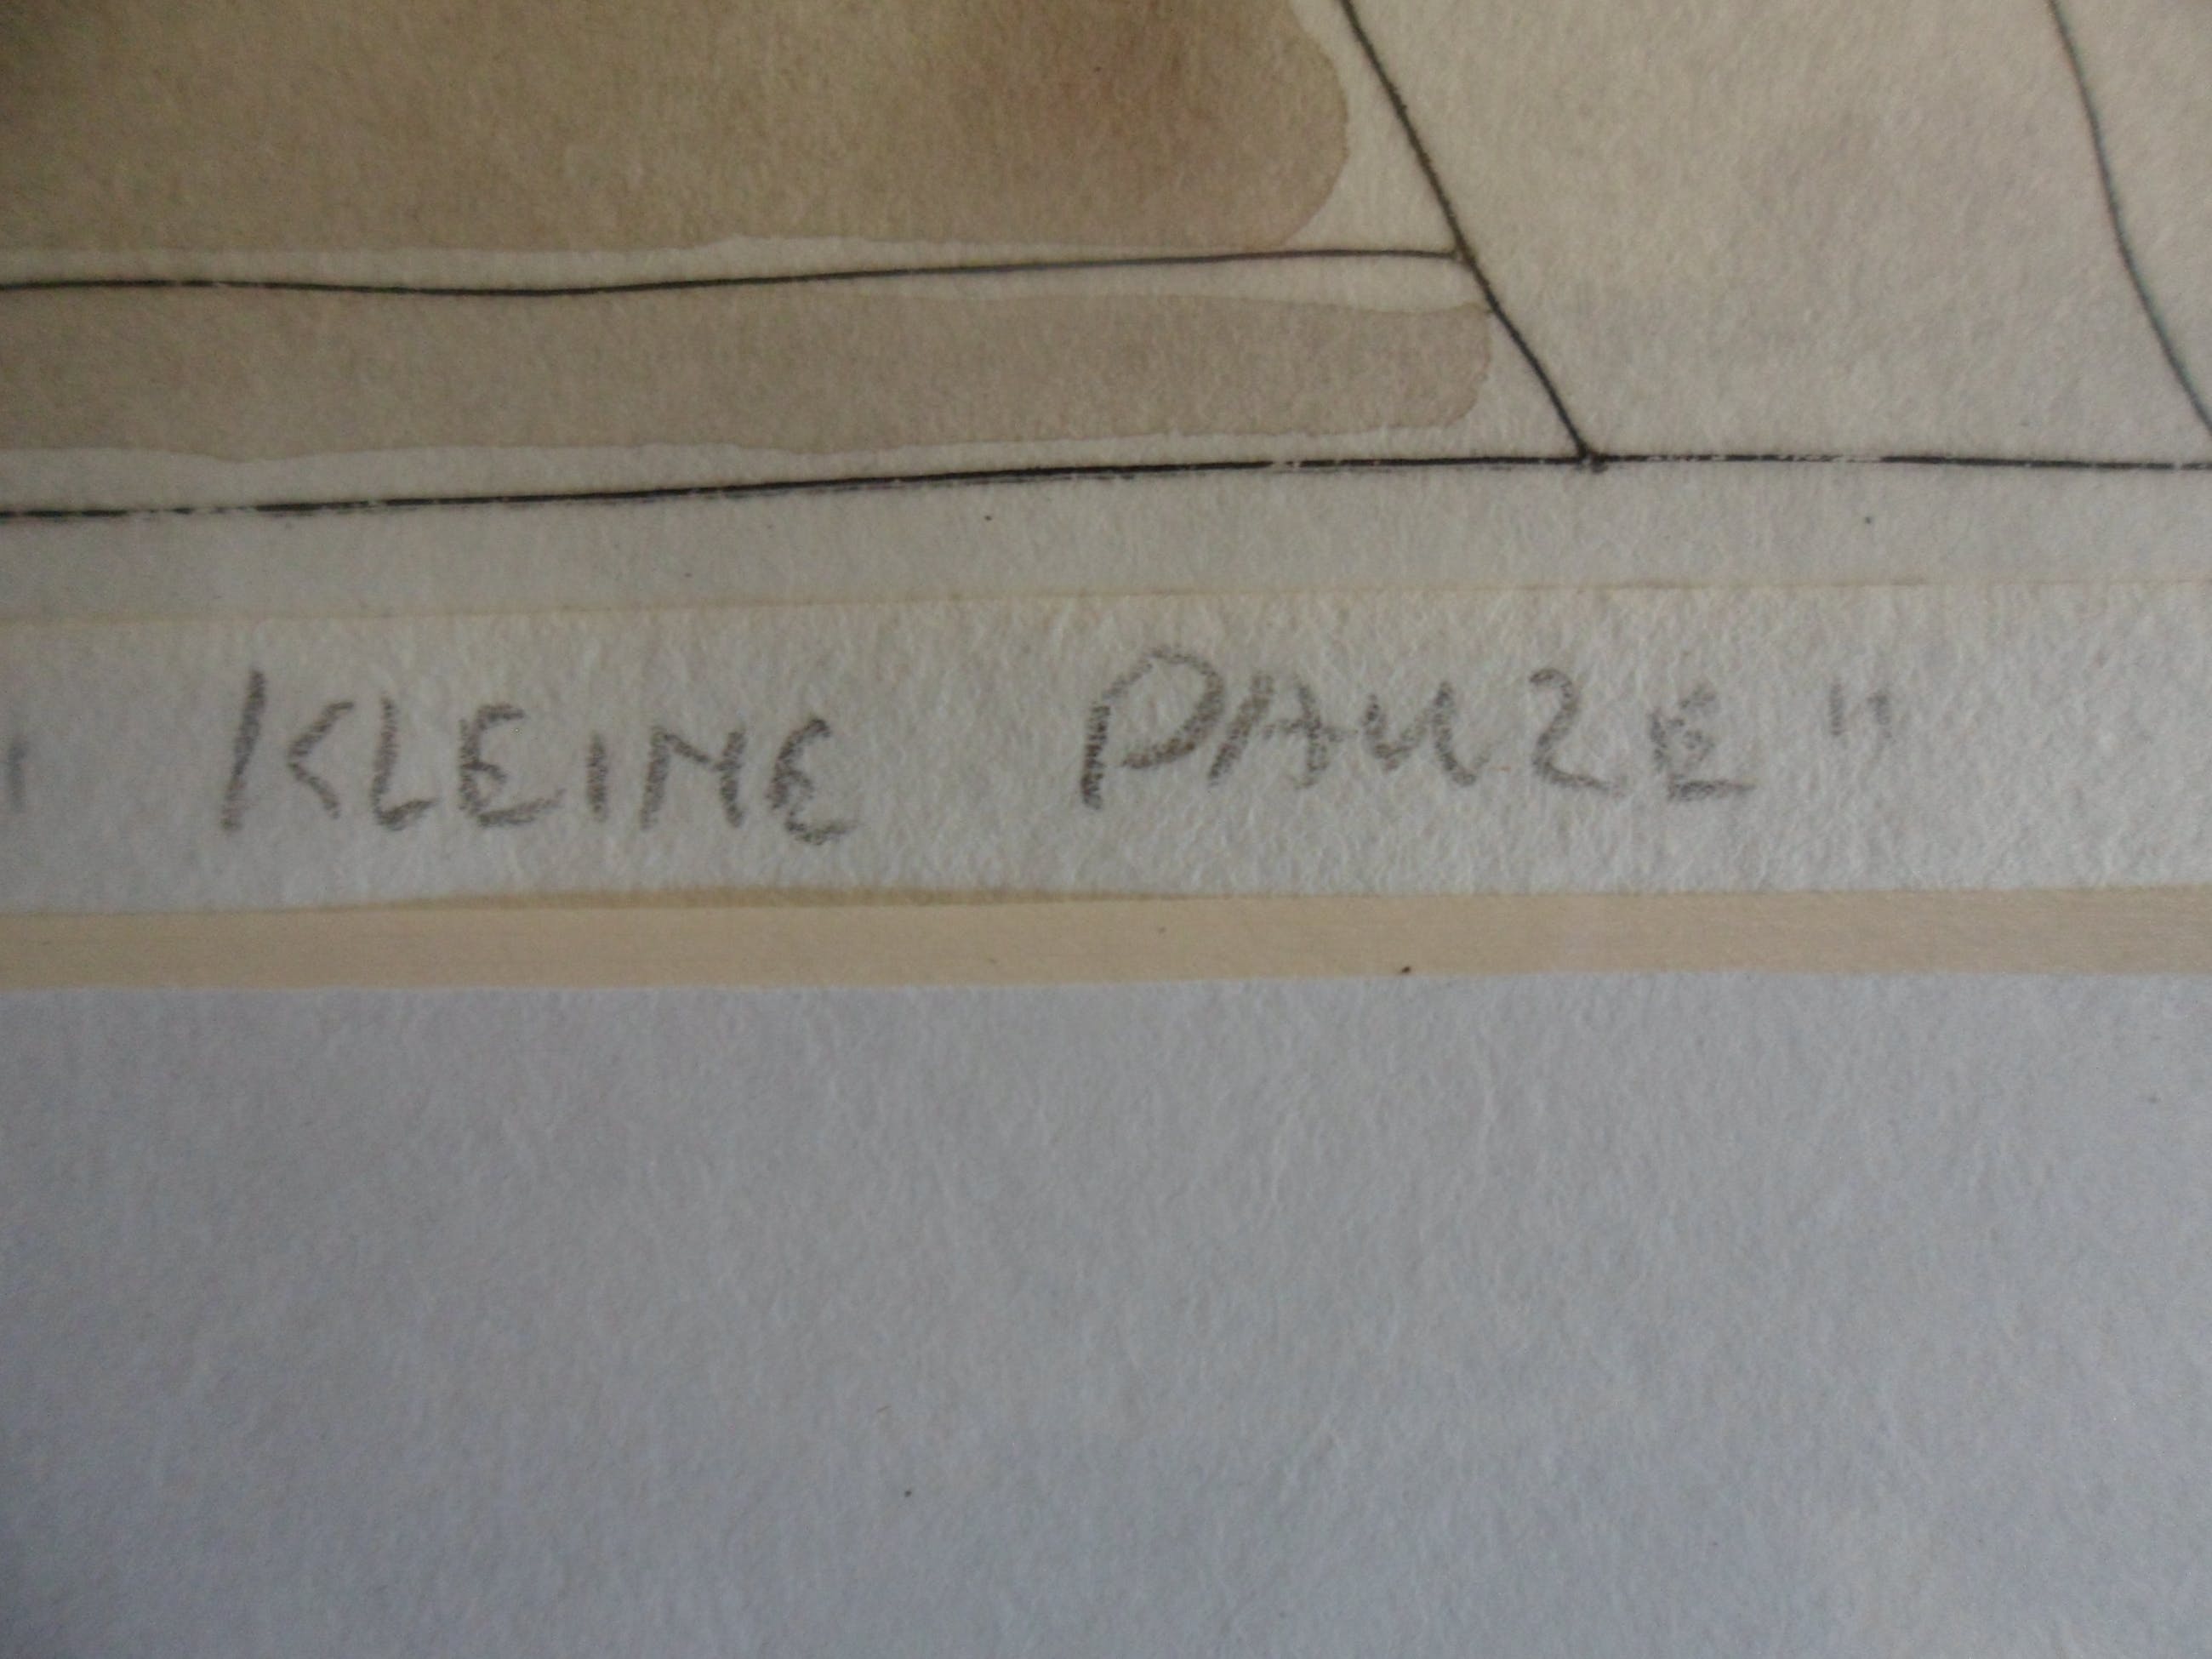 " KLEINE PAUZE "